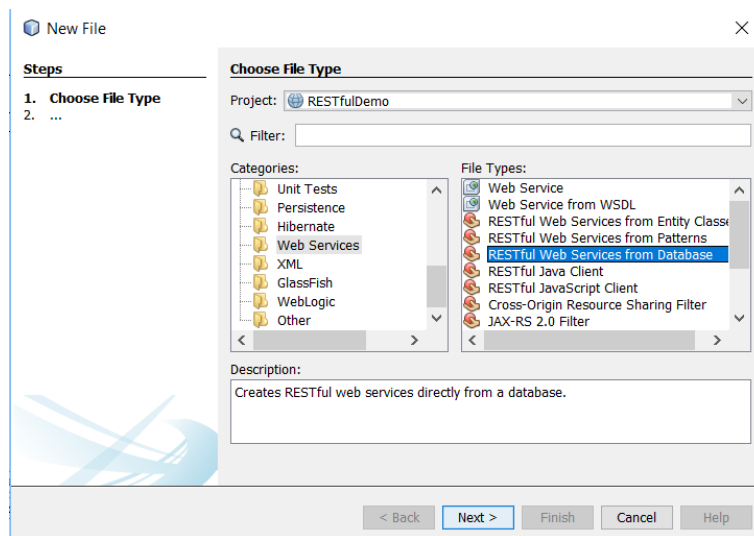 New File
Steps
1. Choose File Type
2. ...
Choose File Type
Project: RESTfulDemo
Filter:
Categories:
Unit Tests
Persistence
Hibernate
Web Services
XML
GlassFish
WebLogic
Other
File Types:
Web Service
Web Service from WSDL
RESTful Web Services from Entity Classe
RESTful Web Services from Patterns
RESTful Web Services from Database
RESTful Java Client
RESTful JavaScript Client
Cross-Origin Resource Sharing Filter
JAX-RS 2.0 Filter
Description:
Creates RESTful web services directly from a database.
< Back Next > Finish Cancel Help